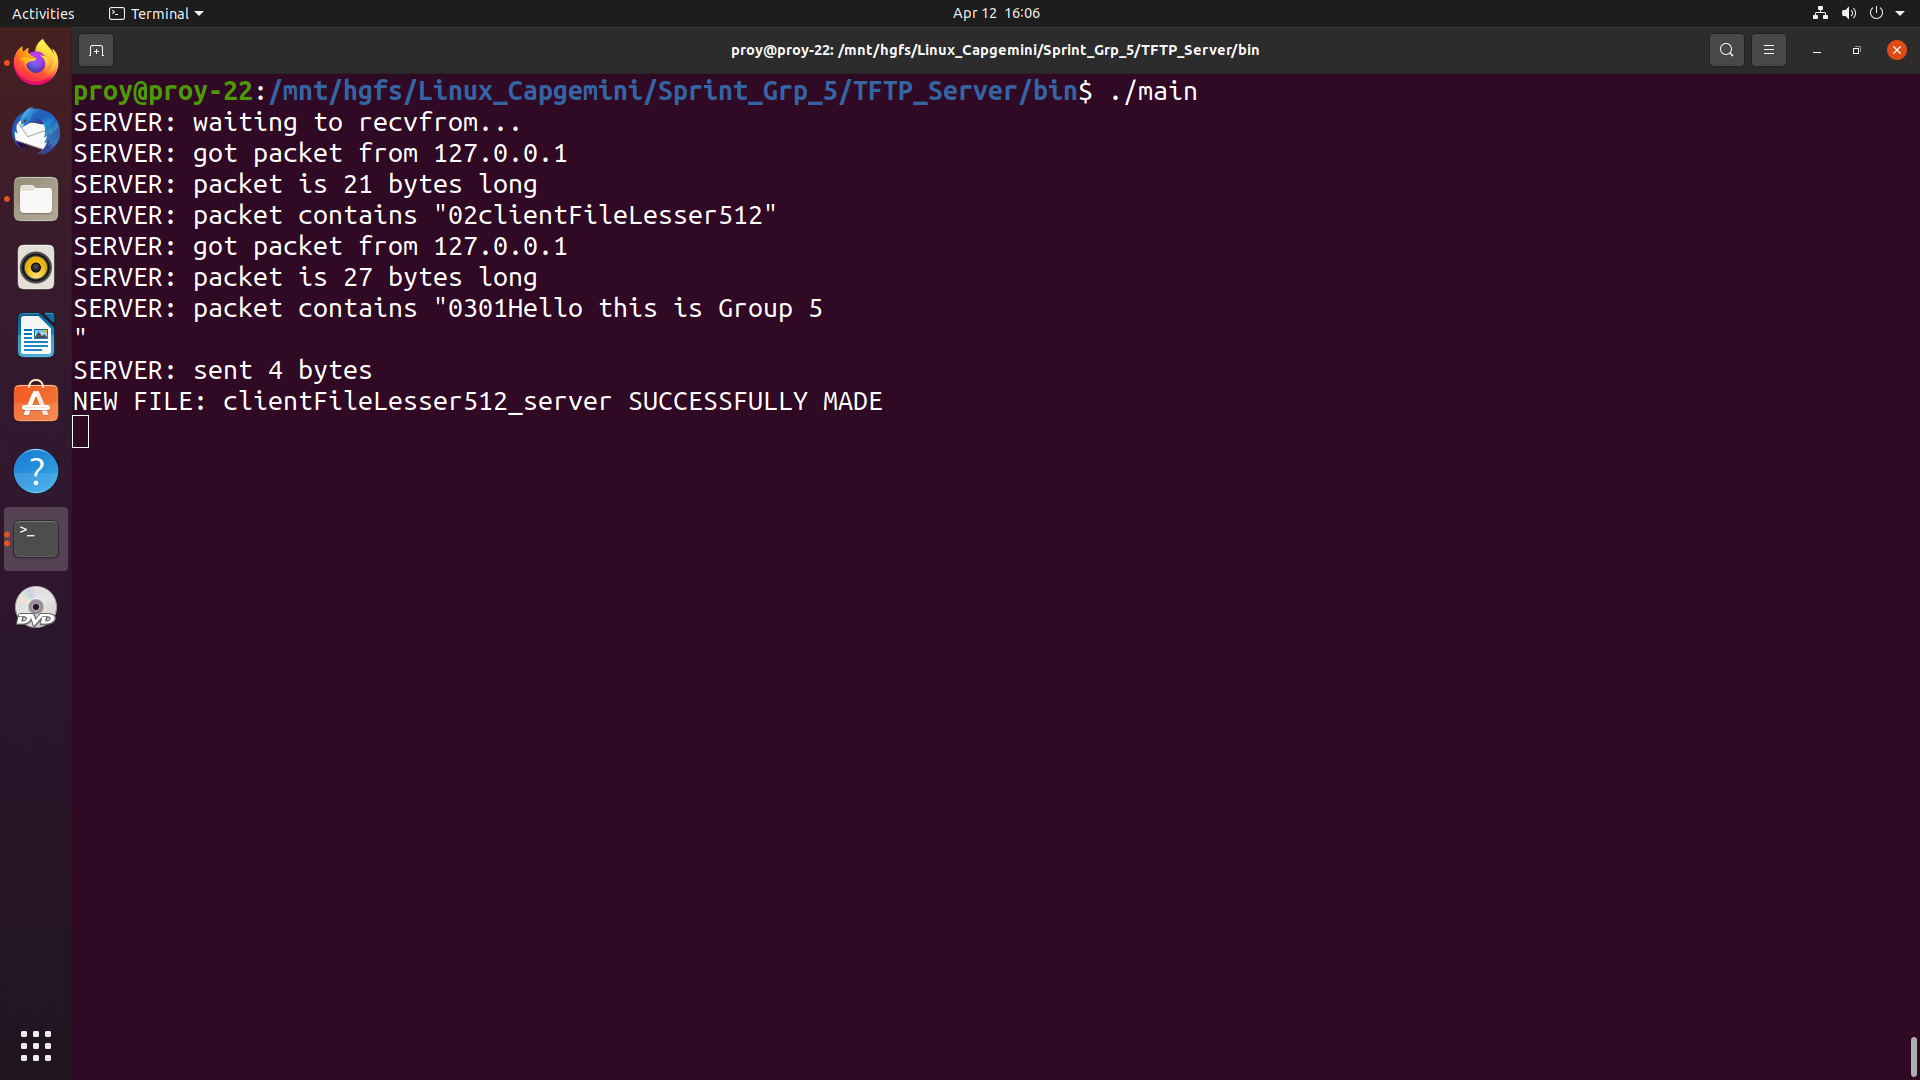 Activities
Terminal
Apr 12 16:06
proy@proy-22: /mnt/hgfs/Linux_Capgemini/Sprint_Grp_5/TFTP_Server/bin
proy@proy-22:/mnt/hgfs/Linux_Capgemini/Sprint_Grp_5/TFTP_Server/bin$ ./main
SERVER: waiting to recvfrom...
SERVER: got packet from 127.0.0.1
SERVER: packet is 21 bytes long
SERVER: packet contains "02clientFileLesser512"
SERVER: got packet from 127.0.0.1
SERVER: packet is 27 bytes long
SERVER: packet contains "0301Hello this is Group 5
"
SERVER: sent 4 bytes
NEW FILE: clientFileLesser512_server SUCCESSFULLY MADE
?
>_
DVD